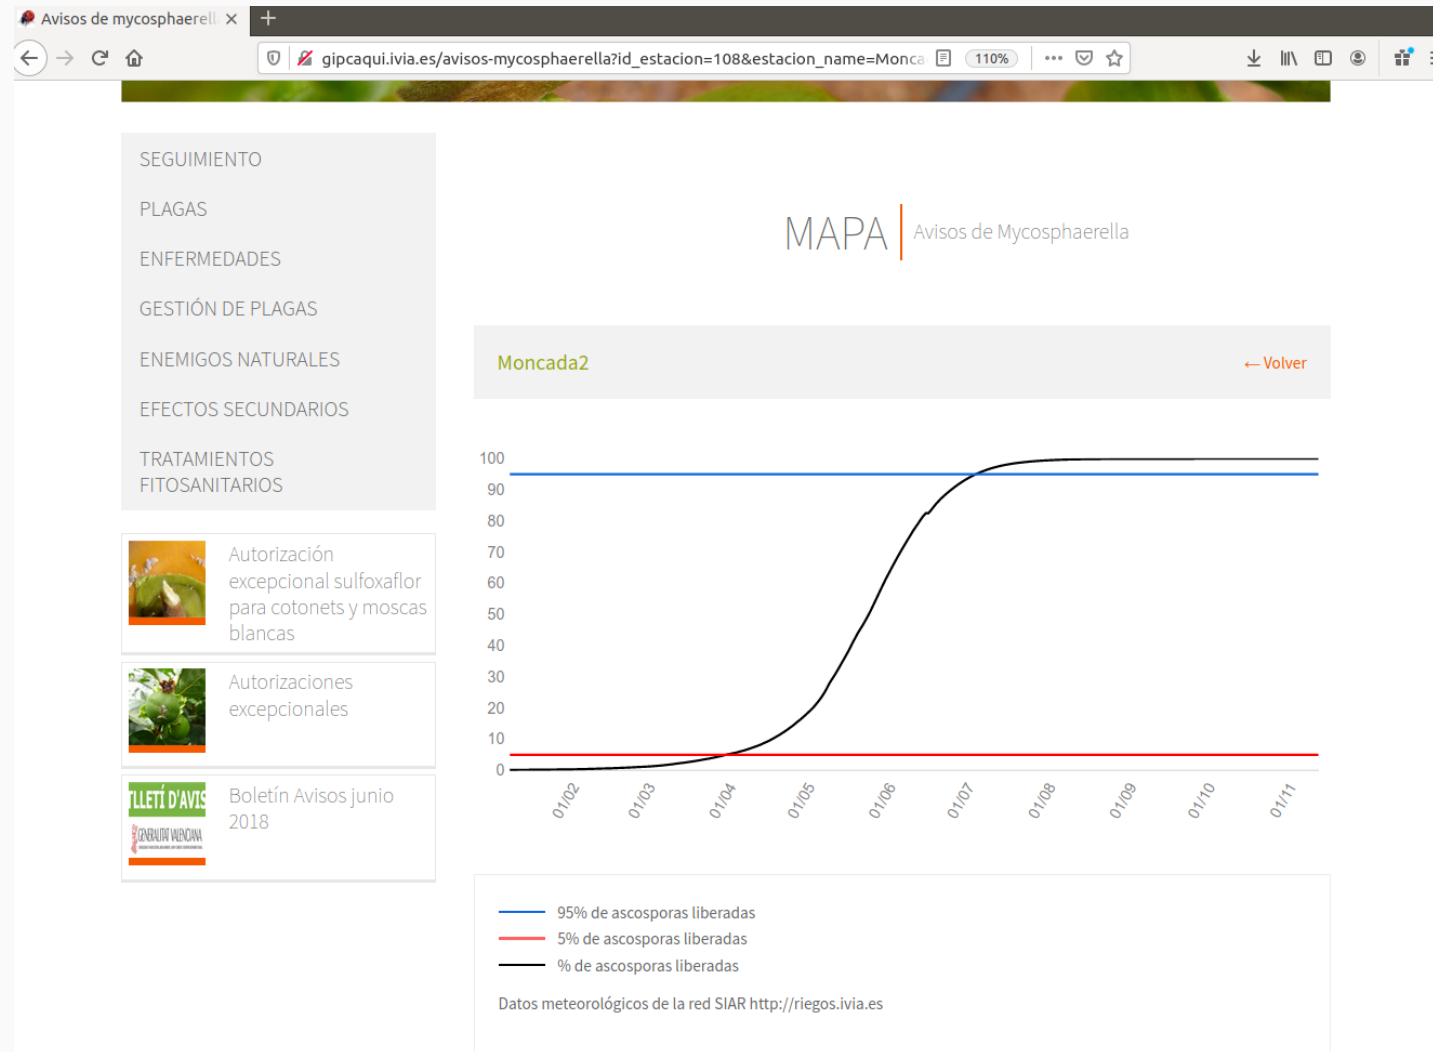 Avisos de mycosphaerell
gipcaqui.ivia.es/avisos-mycosphaerella?id_estacion=108&estacion_name=Monca
110%
SEGUIMIENTO
PLAGAS
ENFERMEDADES
GESTIÓN DE PLAGAS
ENEMIGOS NATURALES
EFECTOS SECUNDARIOS
TRATAMIENTOS
FITOSANITARIOS
Autorización
excepcional sulfoxaflor
para cotonets y moscas
blancas
Autorizaciones
excepcionales
TLLETÍ D'AVIS
GENERALITAT VALENCIANA
Boletín Avisos junio
2018
MAPA
Avisos de Mycosphaerella
Moncada2
← Volver
100
90
80
70
60
50
40
30
20
10
0
01/02
01/03
01/04
01/05
01/06
01/07
01/08
01/09
01/10
01/11
95% de ascosporas liberadas
5% de ascosporas liberadas
% de ascosporas liberadas
Datos meteorológicos de la red SIAR http://riegos.ivia.es